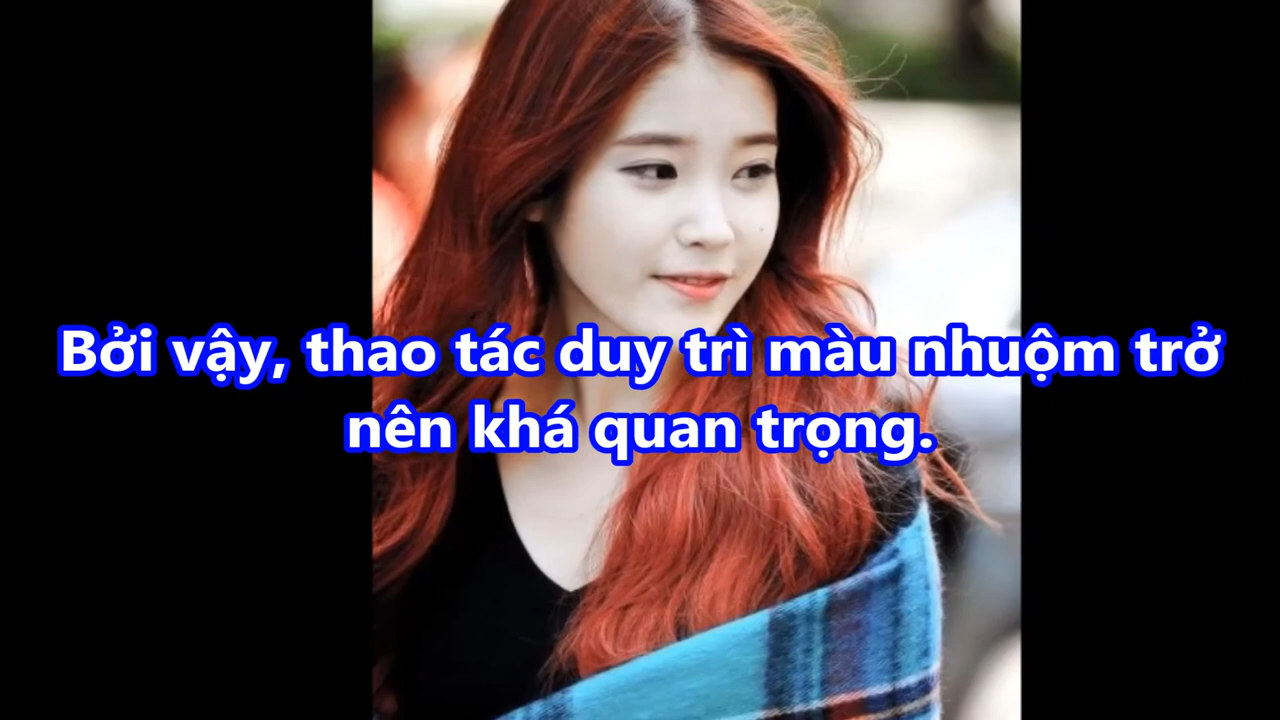 Bởi vậy, thao tác duy trì màu nhuộm trở
nên khá quan trọng.